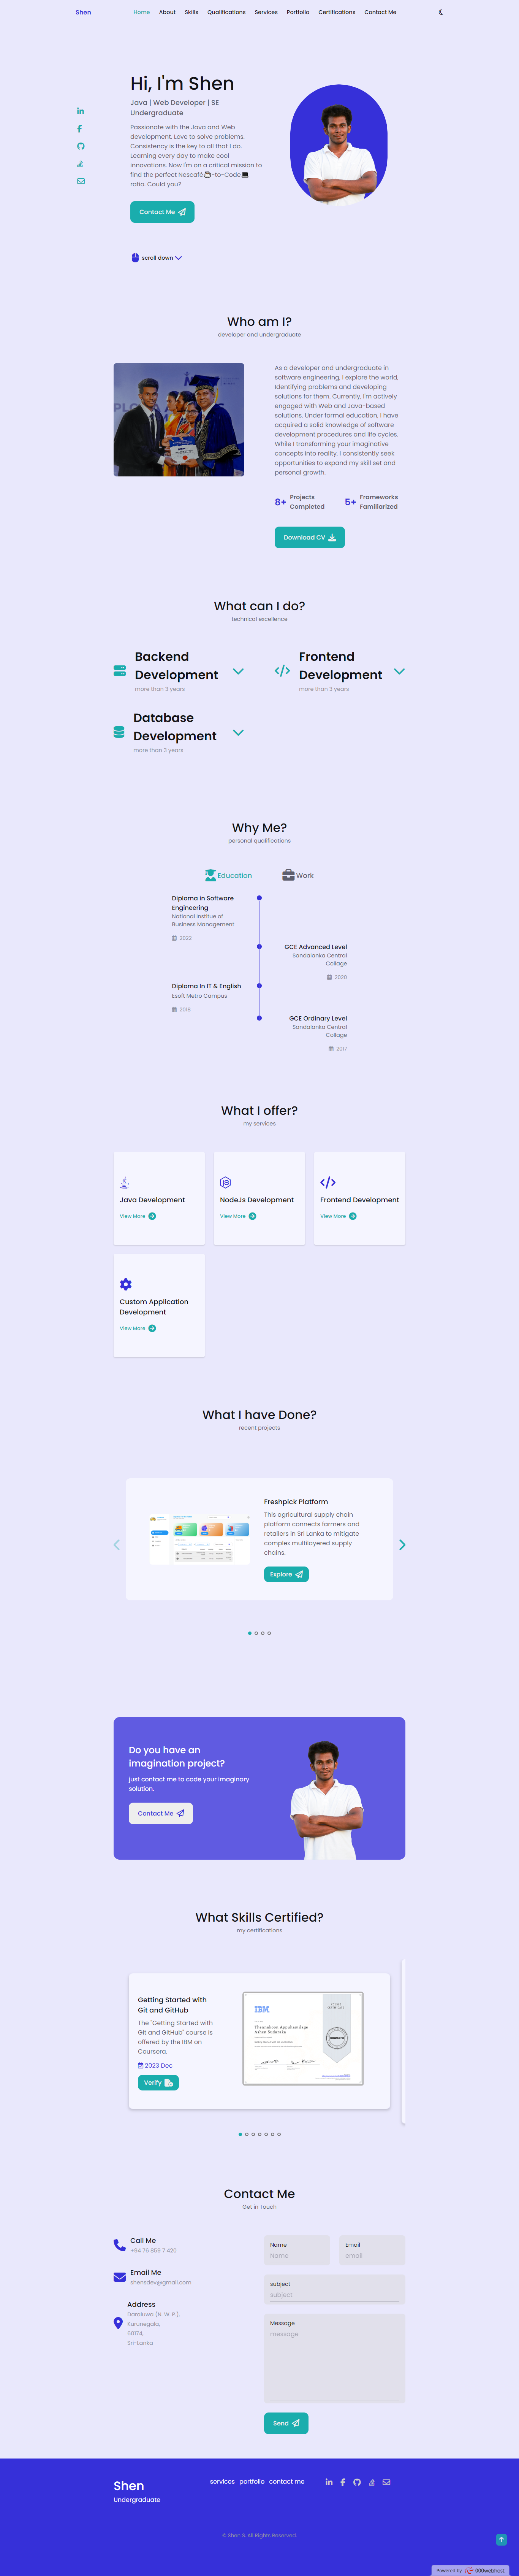 Shen
Home About Skills Qualifications Services Portfolio Certifications Contact Me
Hi, I'm Shen
Java | Web Developer | SE
Undergraduate
Passionate with the Java and Web
development. Love to solve problems.
Consistency is the key to all that I do.
Learning every day to make cool
innovations. Now I'm on a critical mission to
find the perfect Nescafé -to-Code
ratio. Could you?
Contact Me
scroll down
Who am I?
developer and undergraduate
As a developer and undergraduate in
software engineering, I explore the world,
Identifying problems and developing
solutions for them. Currently, I'm actively
engaged with Web and Java-based
solutions. Under formal education, I have
acquired a solid knowledge of software
development procedures and life cycles.
While I transforming your imaginative
concepts into reality, I consistently seek
opportunities to expand my skill set and
personal growth.
8+ Projects Completed
5+ Frameworks Familiarized
Download CV
What can I do?
technical excellence
Backend
Development
more than 3 years
Frontend
Development
more than 3 years
Database
Development
more than 3 years
Why Me?
personal qualifications
Education Work
Diploma in Software
Engineering
National Institue of
Business Management
2022
GCE Advanced Level
Sandalanka Central
Collage
2020
Diploma In IT & English
Esoft Metro Campus
2018
GCE Ordinary Level
Sandalanka Central
Collage
2017
What I offer?
my services
Java Development
View More
NodeJs Development
View More
Frontend Development
View More
Custom Application
Development
View More
What I have Done?
recent projects
Freshpick Platform
This agricultural supply chain
platform connects farmers and
retailers in Sri Lanka to mitigate
complex multilayered supply
chains.
Explore
Do you have an
imagination project?
just contact me to code your imaginary
solution.
Contact Me
What Skills Certified?
my certifications
Getting Started with
Git and GitHub
The "Getting Started with
Git and GitHub" course is
offered by the IBM on
Coursera.
2023 Dec
Verify
IBM
Contact Me
Get in Touch
Call Me
Email Me
shensdev@gmail.com
Address
Kurunegala,
60174,
Sri-Lanka
Name
Name
Email
email
subject
subject
Message
message
Send
Shen
Undergraduate
services portfolio contact me
© Shen S. All Rights Reserved.
Powered by 000webhost